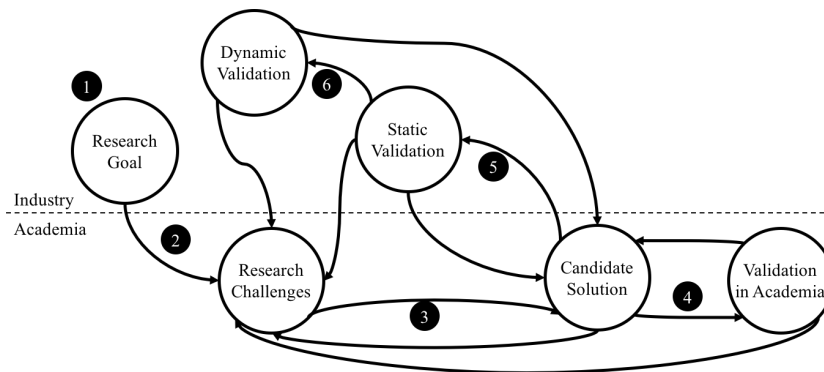 Dynamic
Validation
6
1
Research
Goal
Static
Validation
5
Industry
Academia
2
Research
Challenges
Candidate
Solution
Validation
in Academia
3
4